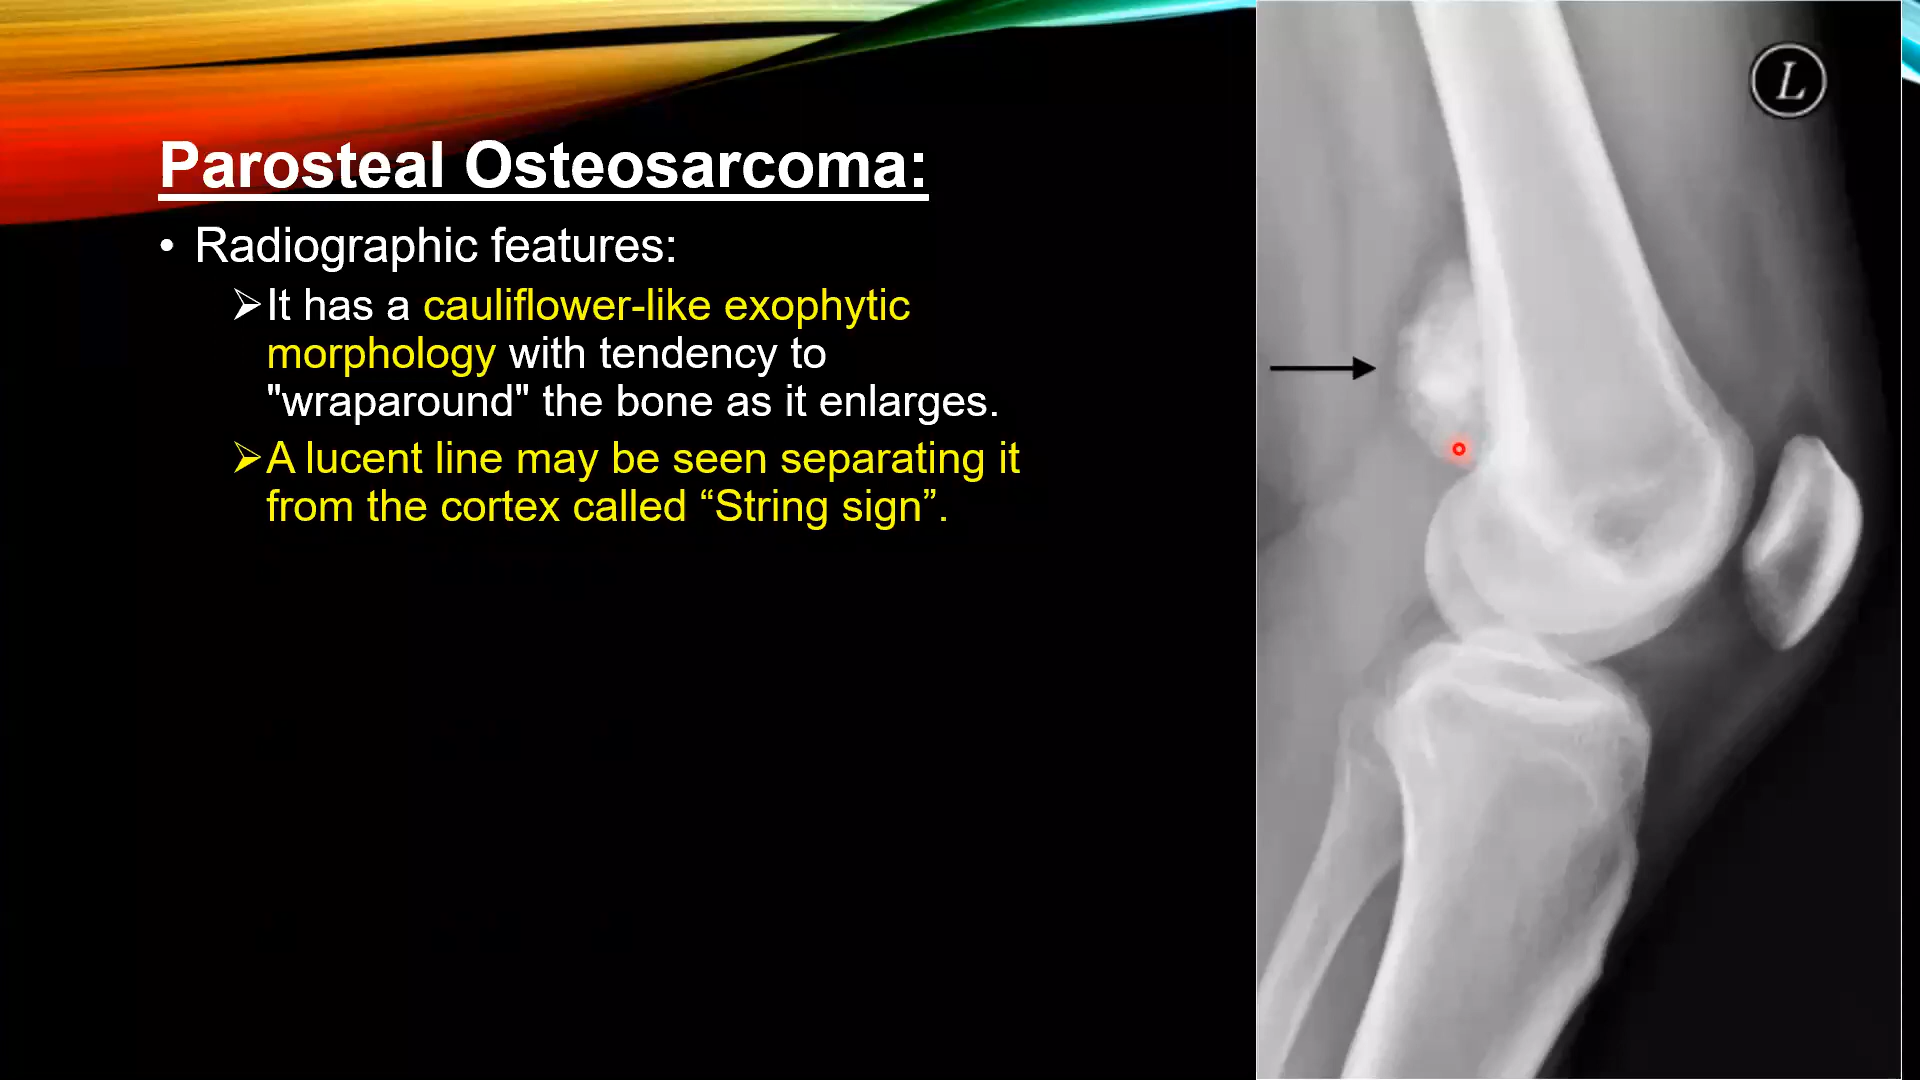 Parosteal Osteosarcoma:
• Radiographic features:
➢It has a cauliflower-like exophytic
morphology with tendency to
"wraparound" the bone as it enlarges.
➢A lucent line may be seen separating it
from the cortex called “String sign”.
L